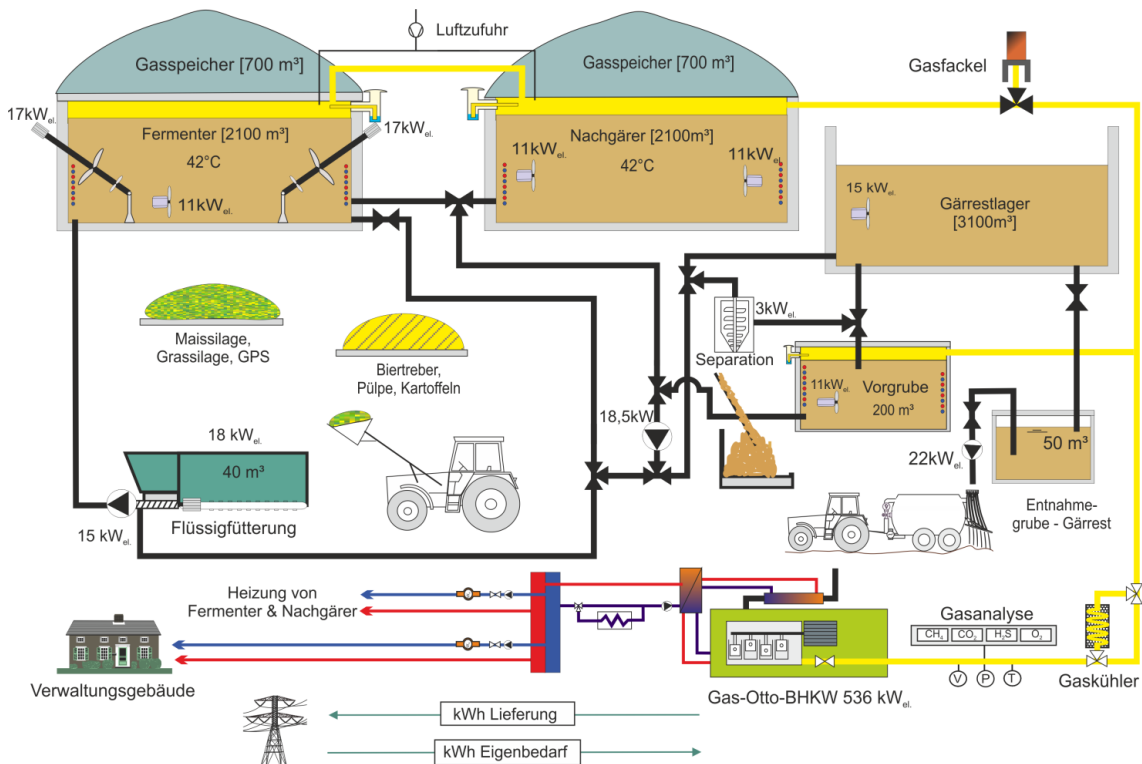 Luftzufuhr
Gasspeicher [700 m³]
Gasspeicher [700 m³]
Gasfackel
17kWel.
17kWel.
Fermenter [2100 m³]
42°C
11kWel.
Nachgärer [2100m³]
42°C
11kWel.
11kWel.
15 kWel.
Gärrestlager
[3100m³]
Maissilage,
Grassilage, GPS
Biertreber,
Pülpe, Kartoffeln
3kWel.
Separation
11kWel.
Vorgrube
200 m³
18,5kW
22kWel.
50 m³
Entnahme-
grube - Gärrest
18 kWel.
40 m³
Flüssigfütterung
15 kWel.
Heizung von
Fermenter & Nachgärer
Verwaltungsgebäude
Gasanalyse
CH₄ CO₂ H₂S O₂
V P T
Gaskühler
Gas-Otto-BHKW 536 kWel.
kWh Lieferung
kWh Eigenbedarf